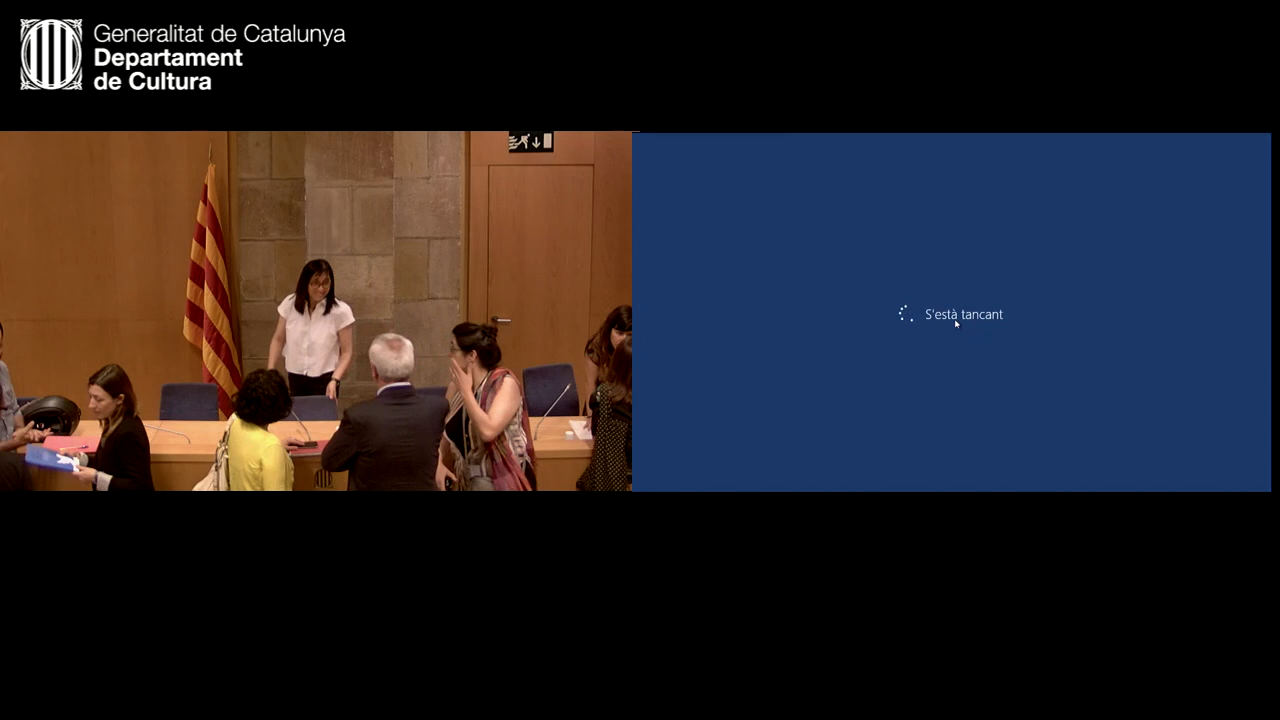 Generalitat de Catalunya
Departament
de Cultura
S'està tancant